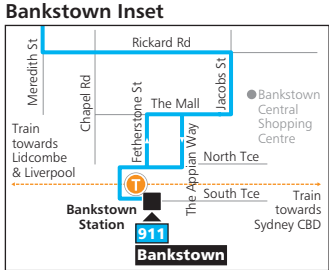 Bankstown Inset
Rickard Rd
Meredith St
Chapel Rd
Fetherstone St
Jacobs St
The Mall
Bankstown
Central
Shopping
Centre
Train
towards
Lidcombe
& Liverpool
The Appian Way
North Tce
T
South Tce
Bankstown
Station
Train
towards
Sydney CBD
911
Bankstown